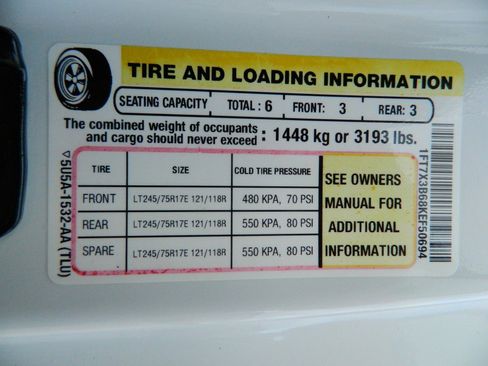 TIRE AND LOADING INFORMATION
SEATING CAPACITY TOTAL : 6 FRONT: 3 REAR: 3
The combined weight of occupants
and cargo should never exceed : 1448 kg or 3193 lbs.
TIRE SIZE COLD TIRE PRESSURE
FRONT LT245/75R17E 121/118R 480 KPA, 70 PSI
REAR LT245/75R17E 121/118R 550 KPA, 80 PSI
SPARE LT245/75R17E 121/118R 550 KPA, 80 PSI
SEE OWNERS
MANUAL FOR
ADDITIONAL
INFORMATION
5U5A-1532-AA (TLU)
1FT7X3B68KEF50694